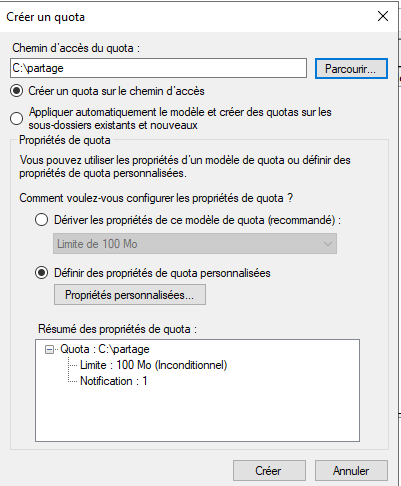 Créer un quota
Chemin d'accès du quota :
C:\partage
Parcourir...
Créer un quota sur le chemin d'accès
Appliquer automatiquement le modèle et créer des quotas sur les
sous-dossiers existants et nouveaux
Propriétés de quota
Vous pouvez utiliser les propriétés d'un modèle de quota ou définir des
propriétés de quota personnalisées.
Comment voulez-vous configurer les propriétés de quota ?
Dériver les propriétés de ce modèle de quota (recommandé) :
Limite de 100 Mo
Définir des propriétés de quota personnalisées
Propriétés personnalisées...
Résumé des propriétés de quota :
Quota : C:\partage
Limite : 100 Mo (Inconditionnel)
Notification : 1
Créer
Annuler